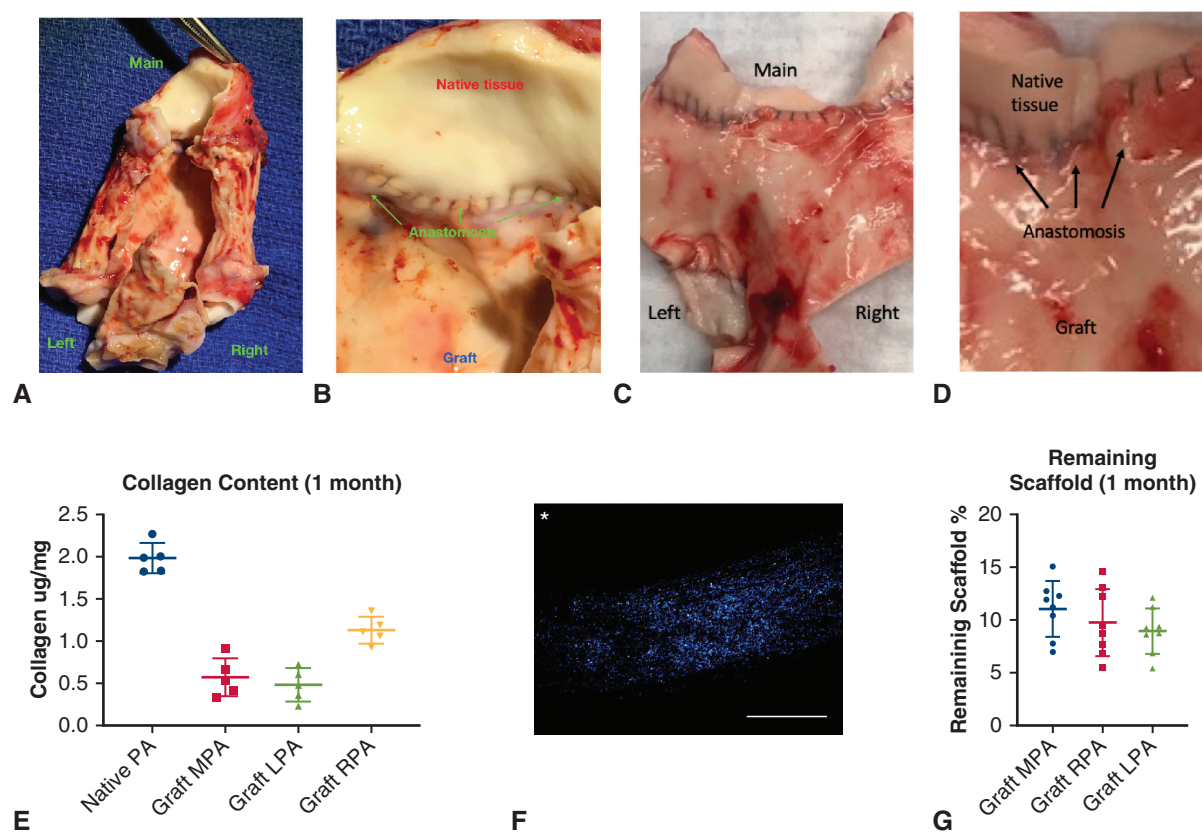 Main
Left
Right
A
Native tissue
Anastomosis
Graft
B
Main
Left
Right
C
Native
tissue
Anastomosis
Graft
D
Collagen Content (1 month)
Collagen ug/mg
2.5
2.0
1.5
1.0
0.5
0.0
Native PA
Graft MPA
Graft LPA
Graft RPA
E
*
F
Remaining
Scaffold (1 month)
Remaining Scaffold %
20
15
10
5
0
Graft MPA
Graft RPA
Graft LPA
G